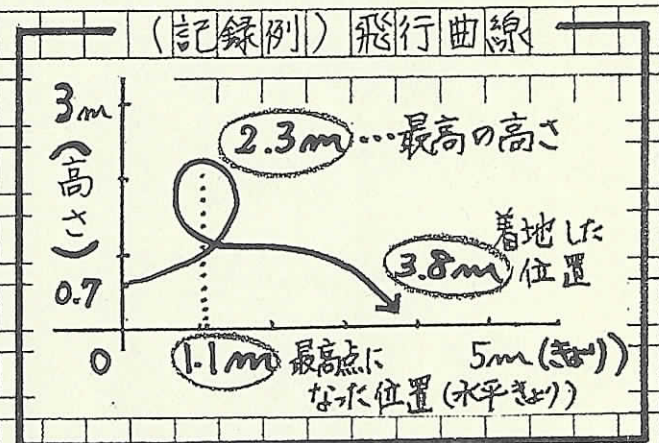 (記録例)飛行曲線
3m
(高さ)
2.3m…最高の高さ
着地した
3.8m 位置
0.7
0
1.1m 最高点に
なった位置(水平きょり)
5m(きょり)